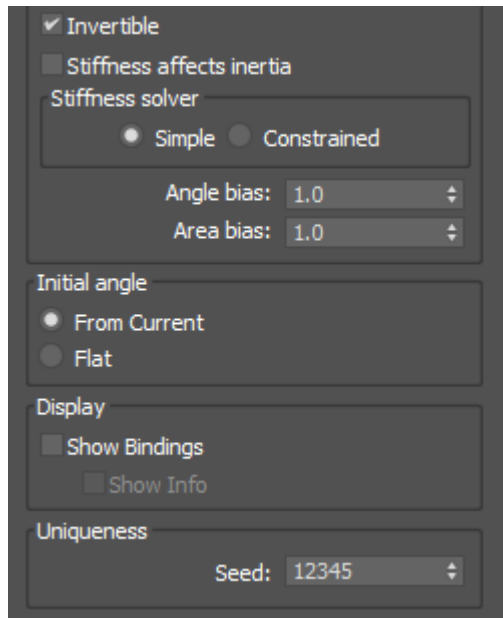 Invertible
Stiffness affects inertia
Stiffness solver
Simple Constrained
Angle bias: 1.0
Area bias: 1.0
Initial angle
From Current
Flat
Display
Show Bindings
Show Info
Uniqueness
Seed: 12345